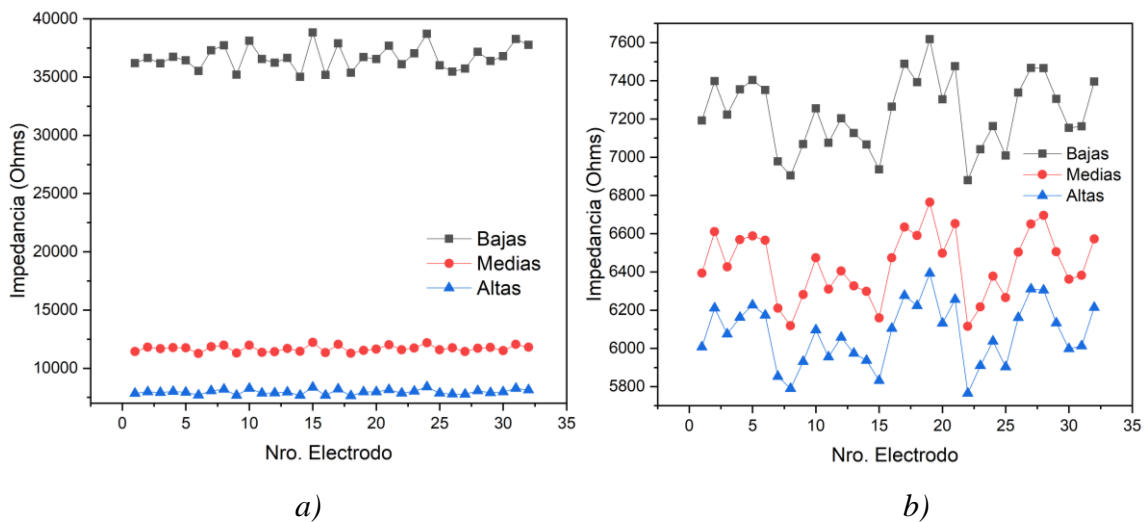 40000
35000
30000
25000
20000
15000
10000
Impedancia (Ohms)
Bajas
Medias
Altas
0 5 10 15 20 25 30 35
Nro. Electrodo
a)
7600
7400
7200
7000
6800
6600
6400
6200
6000
5800
Impedancia (Ohms)
Bajas
Medias
Altas
0 5 10 15 20 25 30 35
Nro. Electrodo
b)